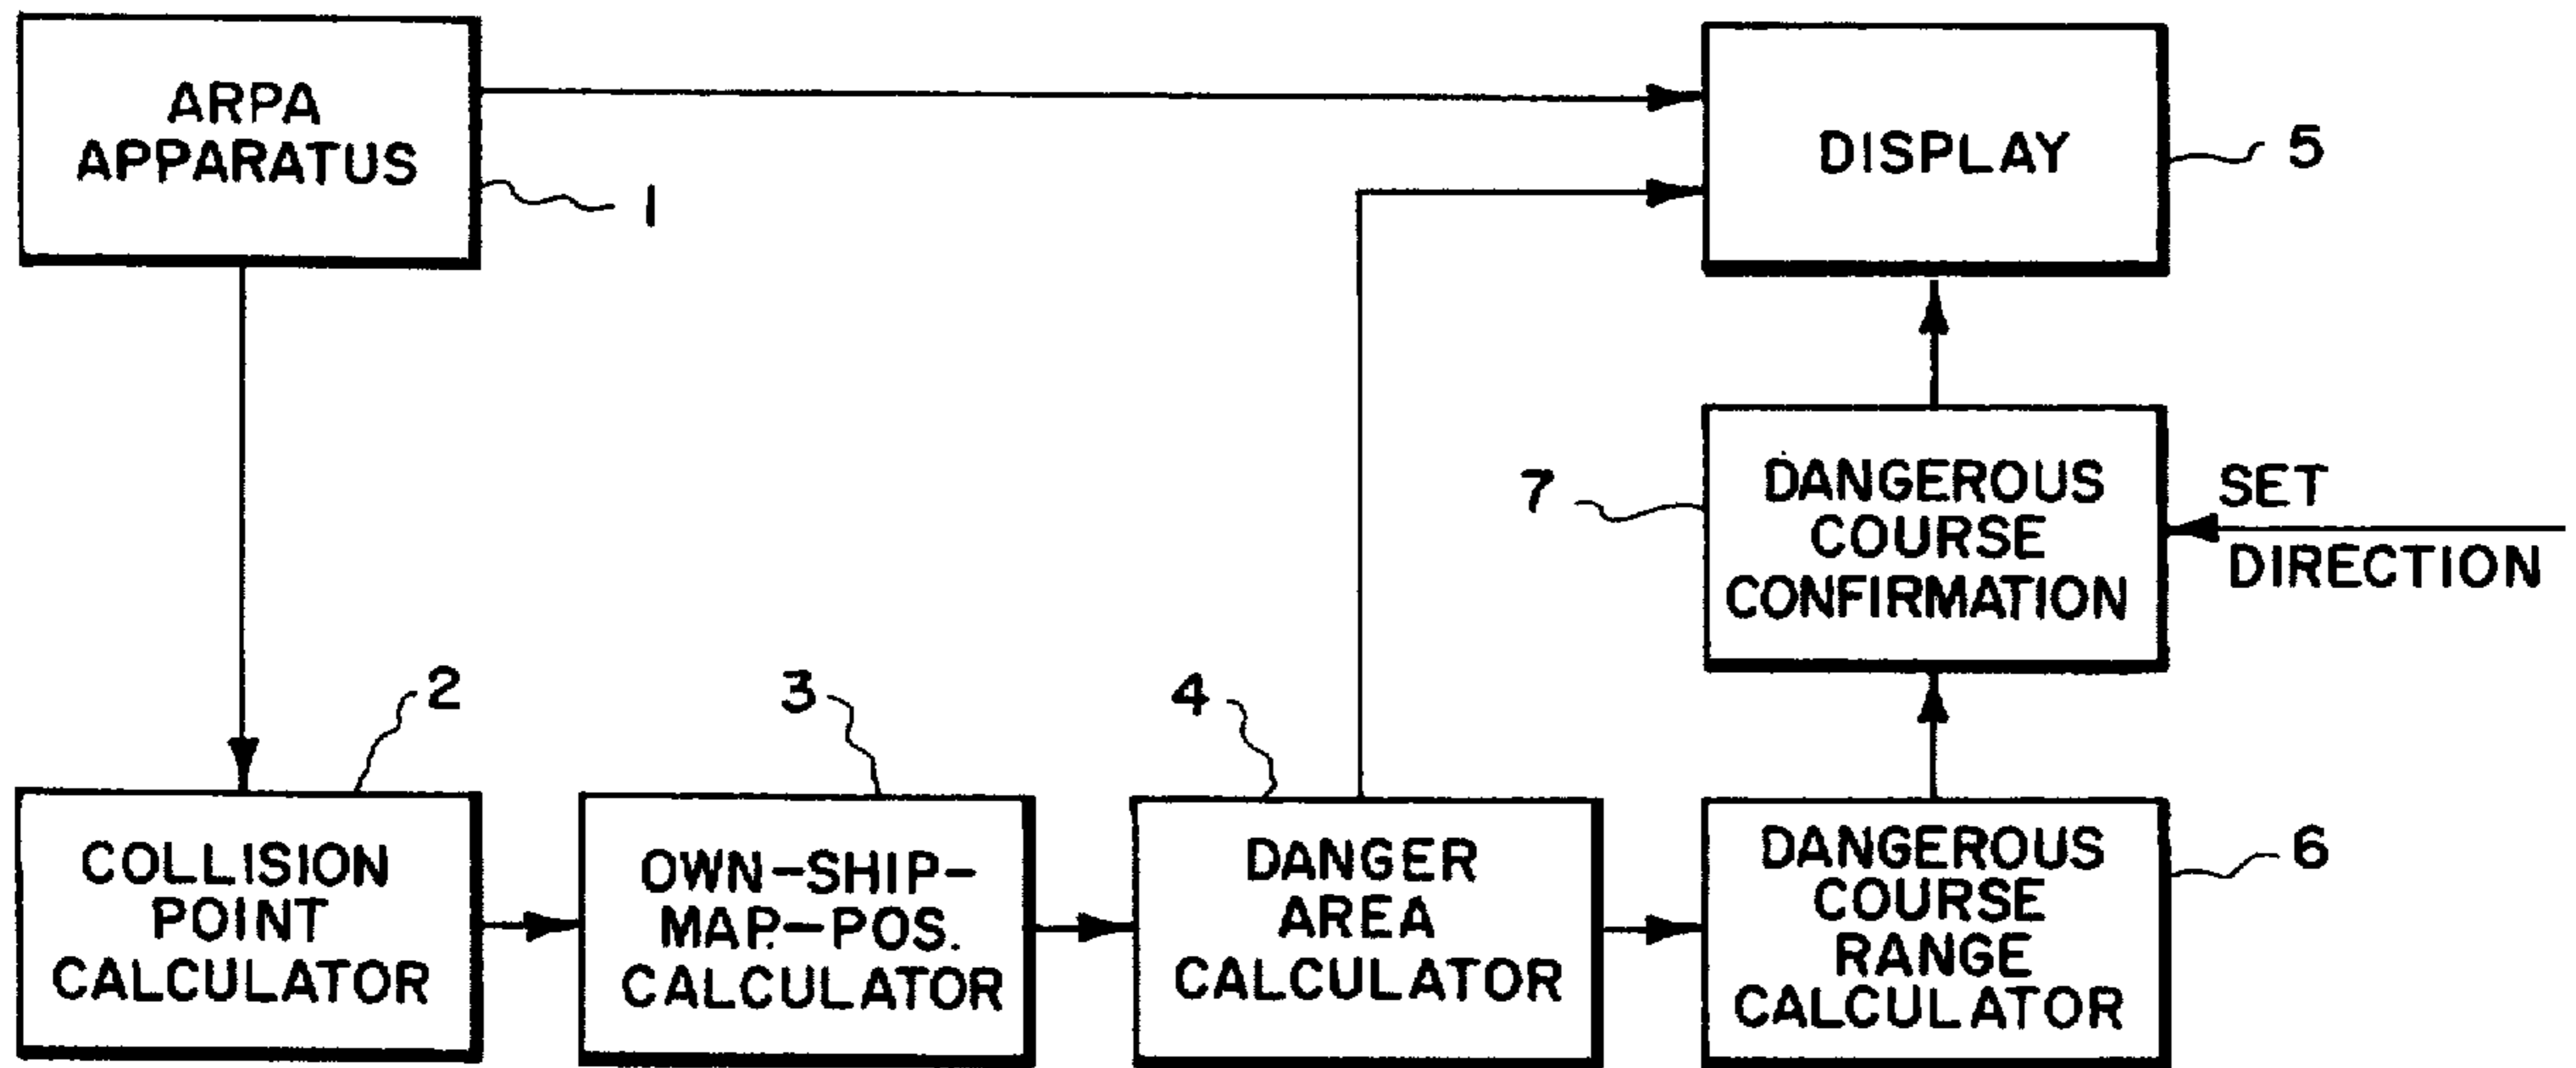 ARPA
APPARATUS
1
DISPLAY
5
7
DANGEROUS
COURSE
CONFIRMATION
SET
DIRECTION
2
COLLISION
POINT
CALCULATOR
3
OWN-SHIP-
MAP.-POS.
CALCULATOR
4
DANGER
AREA
CALCULATOR
DANGEROUS
COURSE
RANGE
CALCULATOR
6